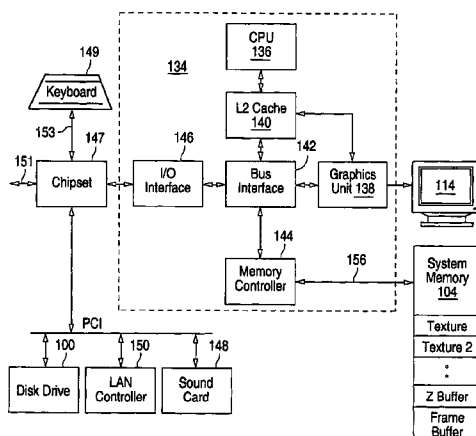 CPU
136
134
149
Keyboard
L2 Cache
140
153
147
146
142
151
Chipset
I/O
Interface
Bus
Interface
Graphics
Unit 138
114
144
156
Memory
Controller
System
Memory
104
Texture
Texture 2
Z Buffer
Frame
Buffer
PCI
100
150
148
Disk Drive
LAN
Controller
Sound
Card